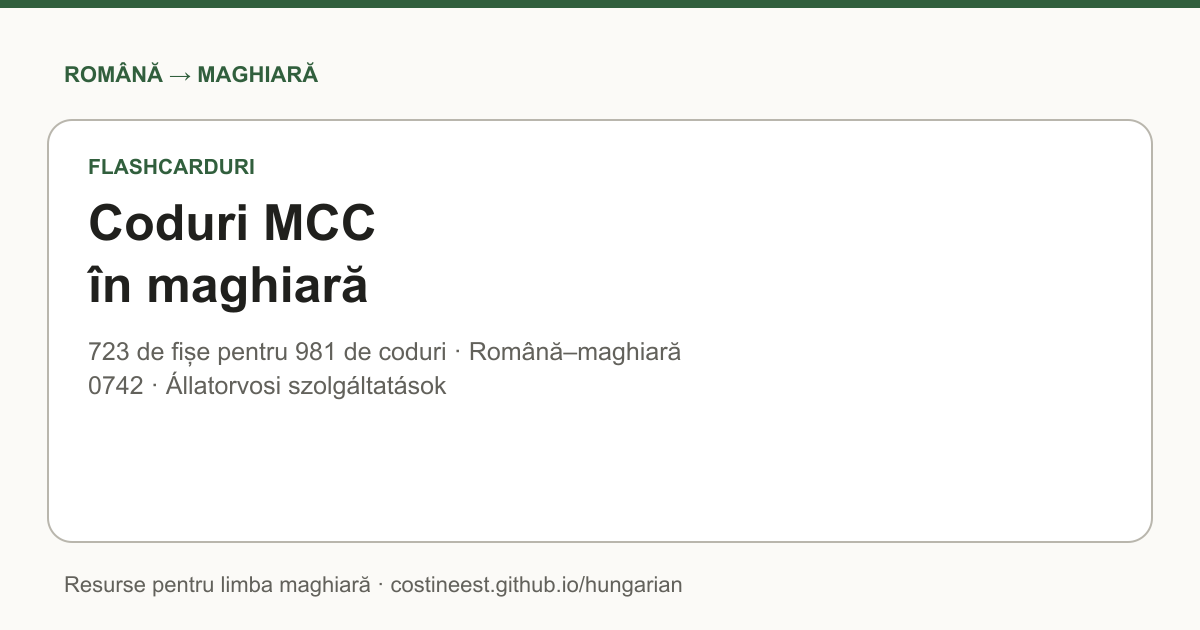 ROMÂNĂ → MAGHIARĂ
FLASHCARDURI
Coduri MCC
în maghiară
723 de fișe pentru 981 de coduri · Română–maghiară
0742 · Állatorvosi szolgáltatások
Resurse pentru limba maghiară · costineest.github.io/hungarian